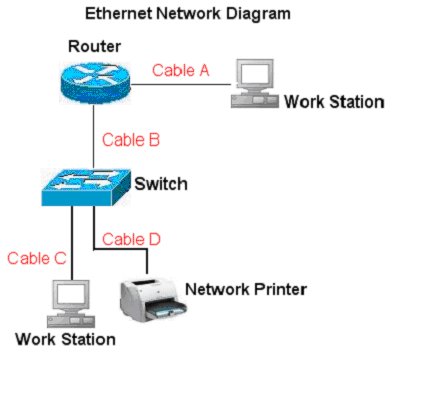 Ethernet Network Diagram
Router
Cable A
Work Station
Cable B
Switch
Cable D
Cable C
Network Printer
Work Station